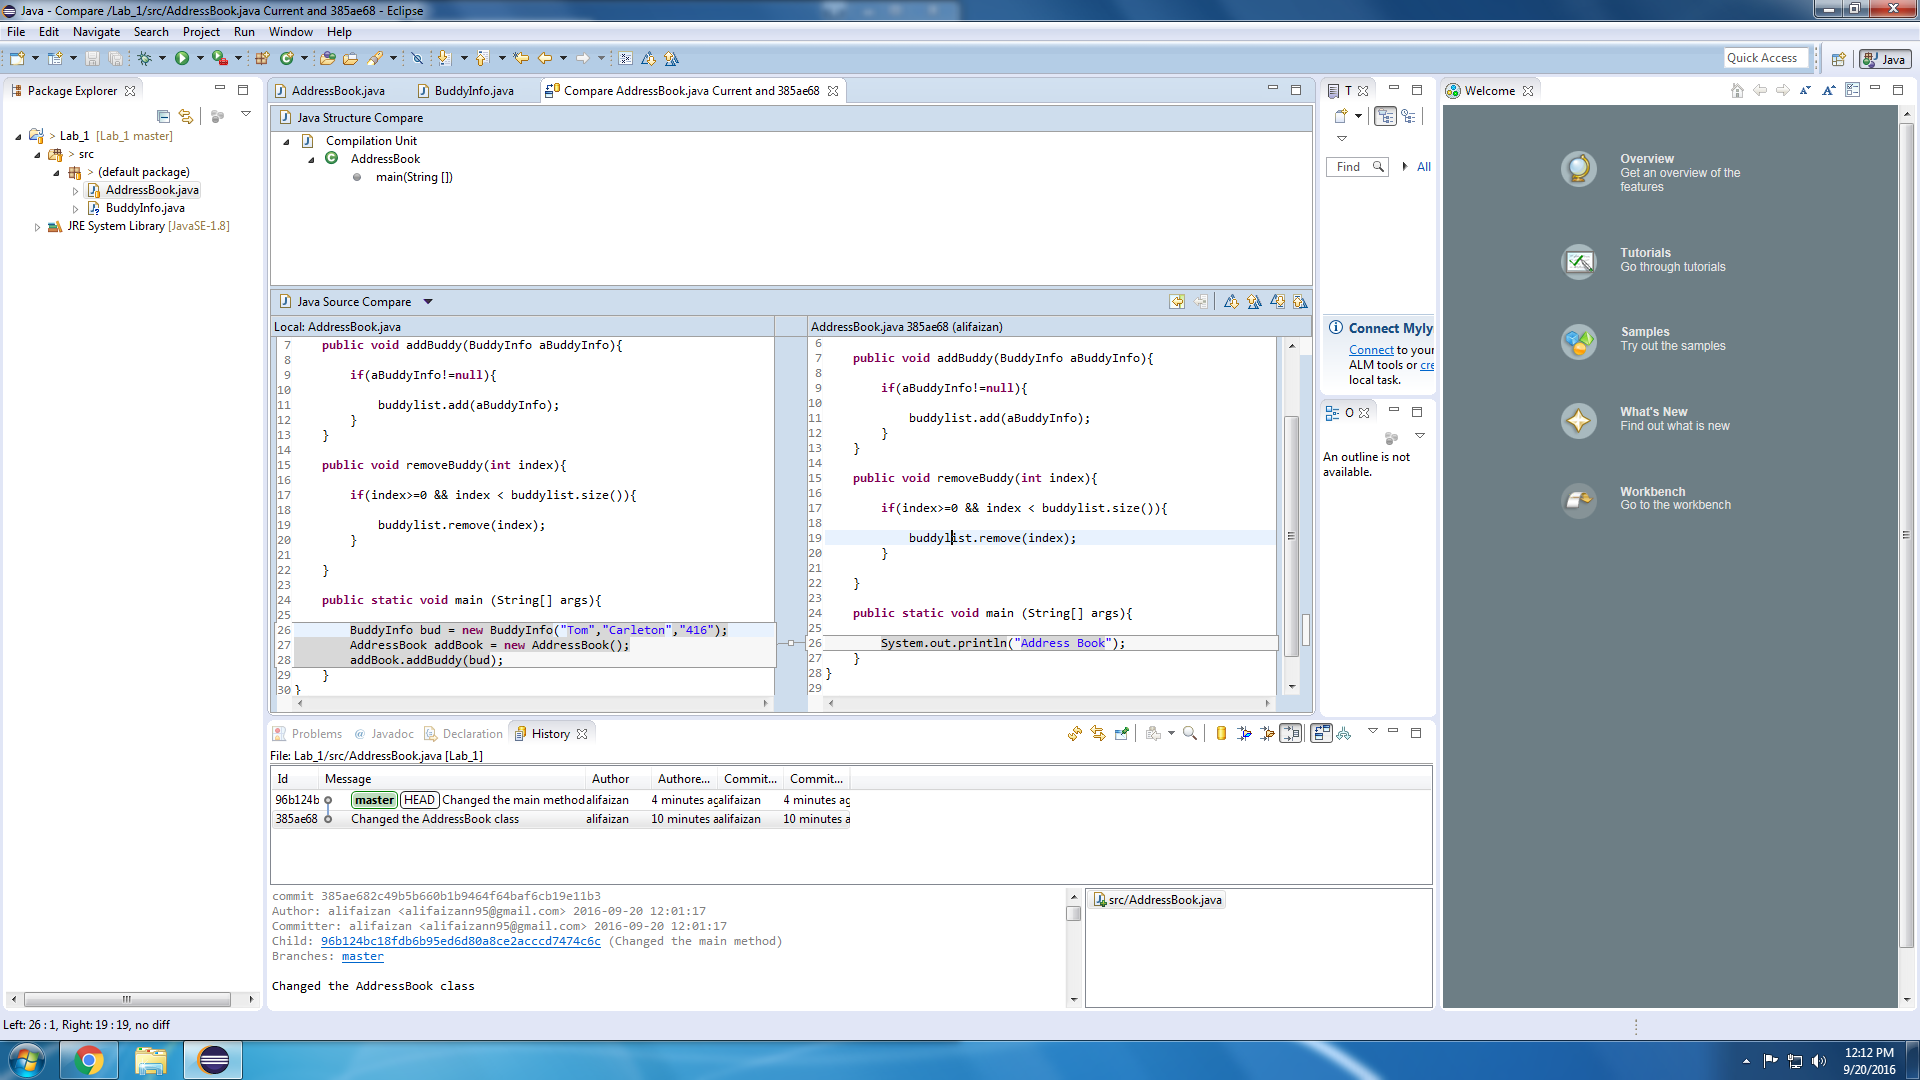 Java - Compare /Lab_1/src/AddressBook.java Current and 385ae68 - Eclipse
File Edit Navigate Search Project Run Window Help
Quick Access
Java
Package Explorer
> Lab_1 [Lab_1 master]
> src
> (default package)
AddressBook.java
BuddyInfo.java
JRE System Library [JavaSE-1.8]
AddressBook.java
BuddyInfo.java
Compare AddressBook.java Current and 385ae68
Java Structure Compare
Compilation Unit
AddressBook
main(String [])
Java Source Compare
Local: AddressBook.java
7 public void addBuddy(BuddyInfo aBuddyInfo){
8
9 if(aBuddyInfo!=null){
10
11 buddylist.add(aBuddyInfo);
12 }
13 }
14
15 public void removeBuddy(int index){
16
17 if(index>=0 && index < buddylist.size()){
18
19 buddylist.remove(index);
20 }
21
22 }
23
24 public static void main (String[] args){
25
26 BuddyInfo bud = new BuddyInfo("Tom","Carleton","416");
27 AddressBook addBook = new AddressBook();
28 addBook.addBuddy(bud);
29 }
30 }
AddressBook.java 385ae68 (alifaizan)
6
7 public void addBuddy(BuddyInfo aBuddyInfo){
8
9 if(aBuddyInfo!=null){
10
11 buddylist.add(aBuddyInfo);
12 }
13 }
14
15 public void removeBuddy(int index){
16
17 if(index>=0 && index < buddylist.size()){
18
19 buddylist.remove(index);
20 }
21
22 }
23
24 public static void main (String[] args){
25
26 System.out.println("Address Book");
27 }
28 }
29
T
Find
All
Connect Myly
Connect to your
ALM tools or cre
local task.
O
An outline is not
available.
Welcome
Overview
Get an overview of the
features
Tutorials
Go through tutorials
Samples
Try out the samples
What's New
Find out what is new
Workbench
Go to the workbench
Problems
@ Javadoc
Declaration
History
File: Lab_1/src/AddressBook.java [Lab_1]
Id Message Author Authore... Commit... Commit...
96b124b master HEAD Changed the main method alifaizan 4 minutes ag alifaizan 4 minutes ag
385ae68 Changed the AddressBook class alifaizan 10 minutes a alifaizan 10 minutes a
commit 385ae682c49b5b660b1b9464f64baf6cb19e11b3
Author: alifaizan <alifaizann95@gmail.com> 2016-09-20 12:01:17
Committer: alifaizan <alifaizann95@gmail.com> 2016-09-20 12:01:17
Child: 96b124bc18fdb6b95ed6d80a8ce2acccd7474c6c (Changed the main method)
Branches: master
Changed the AddressBook class
src/AddressBook.java
Left: 26 : 1, Right: 19 : 19, no diff
12:12 PM
9/20/2016